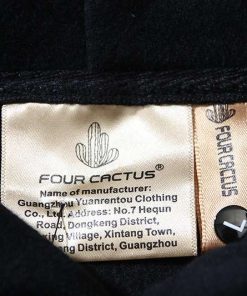 FOUR CACTUS®
Name of manufacturer:
Guangzhou Yuanrentou Clothing
Co., Ltd. Address: No.7 Hequn
Road, Dongkeng District,
Village, Xintang Town,
District, Guangzhou
FOUR
CACTUS
L